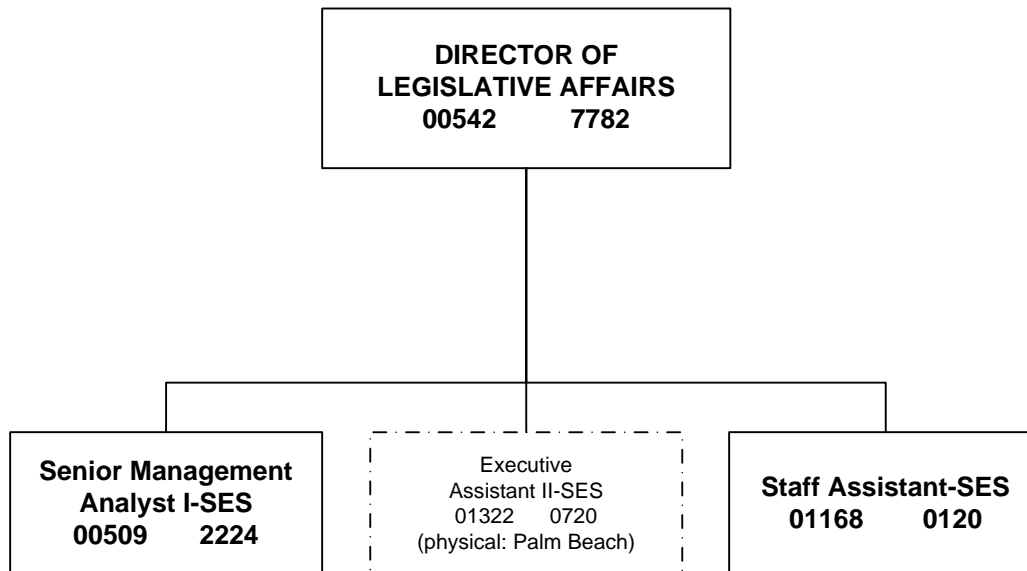 DIRECTOR OF
LEGISLATIVE AFFAIRS
00542 7782
Senior Management
Analyst I-SES
00509 2224
Executive
Assistant II-SES
01322 0720
(physical: Palm Beach)
Staff Assistant-SES
01168 0120